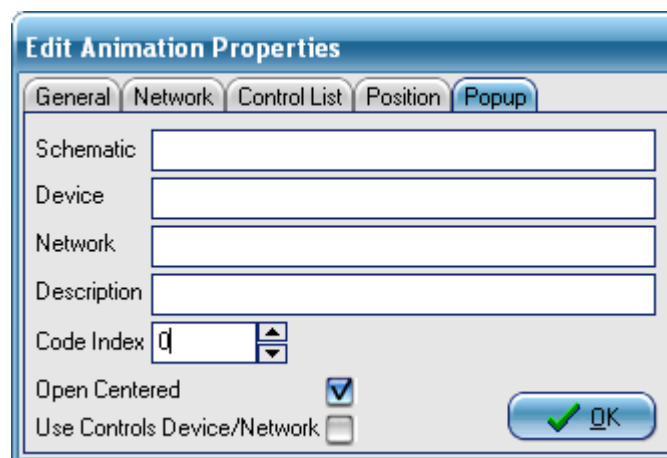 Edit Animation Properties
General Network Control List Position Popup
Schematic
Device
Network
Description
Code Index 0
Open Centered
Use Controls Device/Network
OK